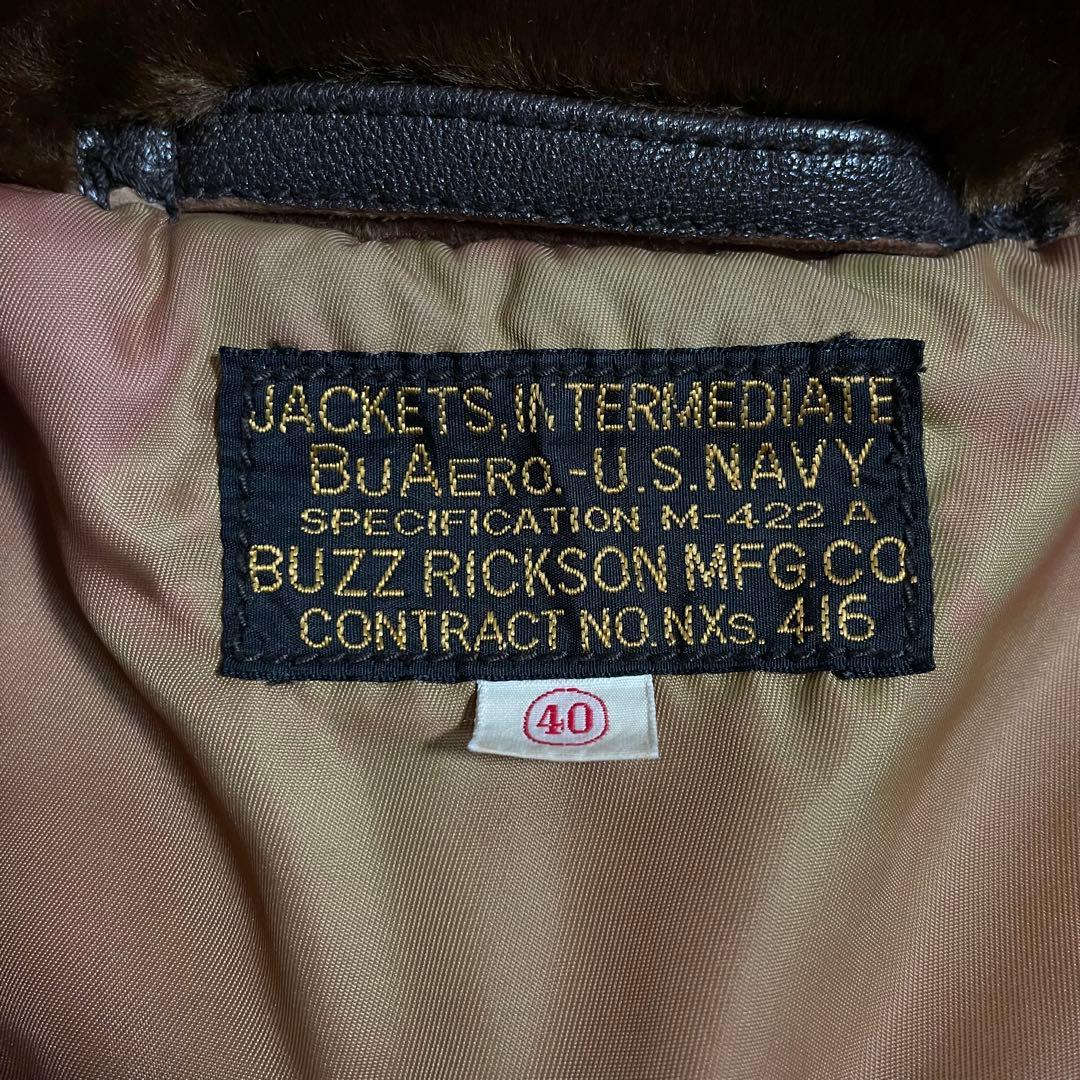 JACKETS, INTERMEDIATE
BUAERO.-U.S.NAVY
SPECIFICATION M-422 A
BUZZ RICKSON MFG.CO.
CONTRACT NO.NXs. 416
40